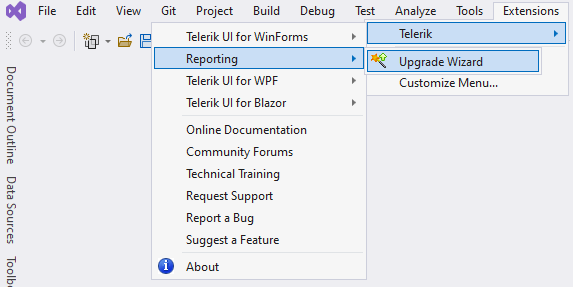 File Edit View Git Project Build Debug Test Analyze Tools Extensions
Telerik UI for WinForms
Reporting
Telerik UI for WPF
Telerik UI for Blazor
Online Documentation
Community Forums
Technical Training
Request Support
Report a Bug
Suggest a Feature
About
Telerik
Upgrade Wizard
Customize Menu...
Document Outline
Data Sources